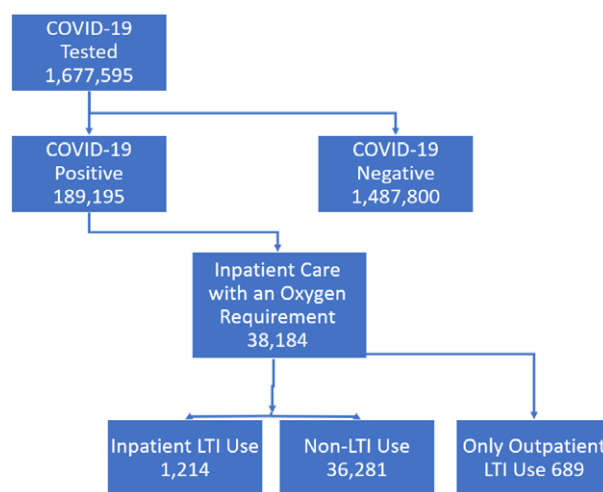 COVID-19
Tested
1,677,595
COVID-19
Positive
189,195
COVID-19
Negative
1,487,800
Inpatient Care
with an Oxygen
Requirement
38,184
Inpatient LTI Use
1,214
Non-LTI Use
36,281
Only Outpatient
LTI Use 689